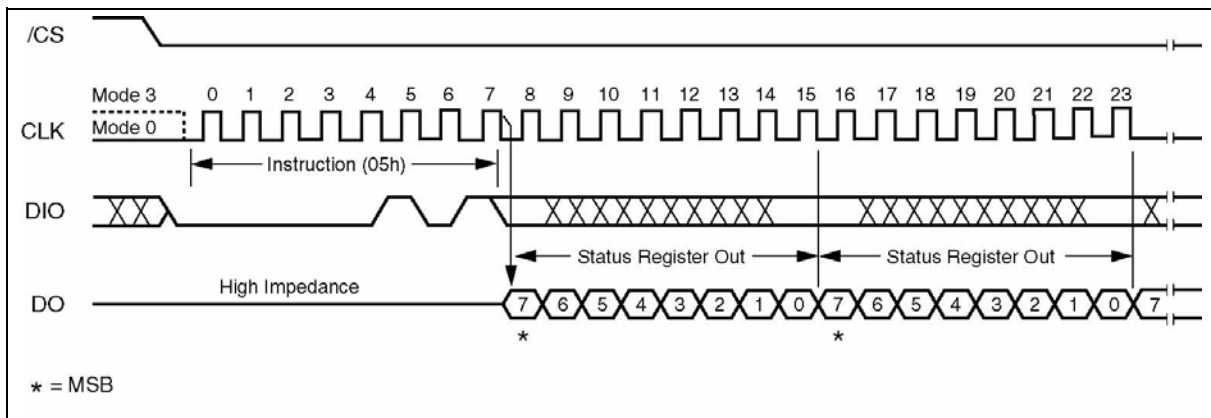 /CS
Mode 3
0 1 2 3 4 5 6 7 8 9 10 11 12 13 14 15 16 17 18 19 20 21 22 23
CLK
Mode 0
Instruction (05h)
DIO
Status Register Out
Status Register Out
High Impedance
DO
7 6 5 4 3 2 1 0 7 6 5 4 3 2 1 0 7
* *
* = MSB